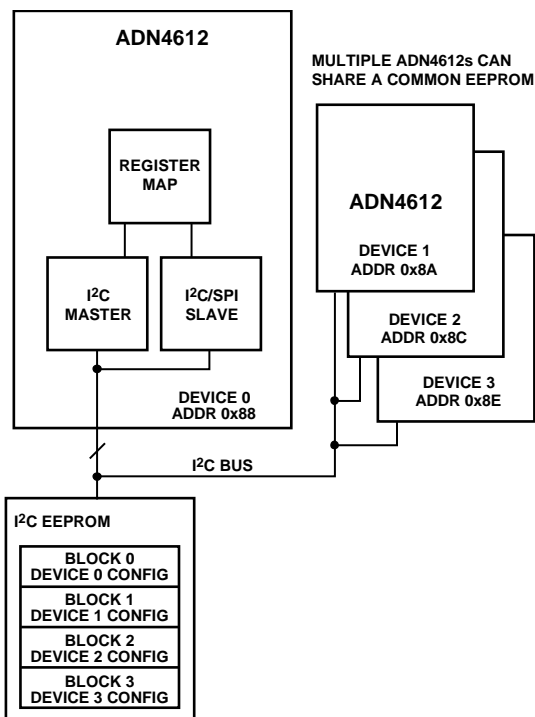 ADN4612
REGISTER
MAP
I²C
MASTER
I²C/SPI
SLAVE
DEVICE 0
ADDR 0x88
MULTIPLE ADN4612s CAN
SHARE A COMMON EEPROM
ADN4612
DEVICE 1
ADDR 0x8A
DEVICE 2
ADDR 0x8C
DEVICE 3
ADDR 0x8E
I²C BUS
I²C EEPROM
BLOCK 0
DEVICE 0 CONFIG
BLOCK 1
DEVICE 1 CONFIG
BLOCK 2
DEVICE 2 CONFIG
BLOCK 3
DEVICE 3 CONFIG